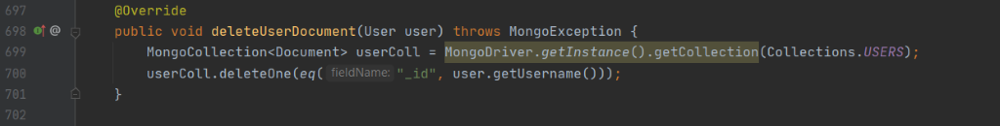 697 @Override
698 @ public void deleteUserDocument(User user) throws MongoException {
699 MongoCollection<Document> userColl = MongoDriver.getInstance().getCollection(Collections.USERS);
700 userColl.deleteOne(eq( fieldName: "_id", user.getUsername()));
701 }
702